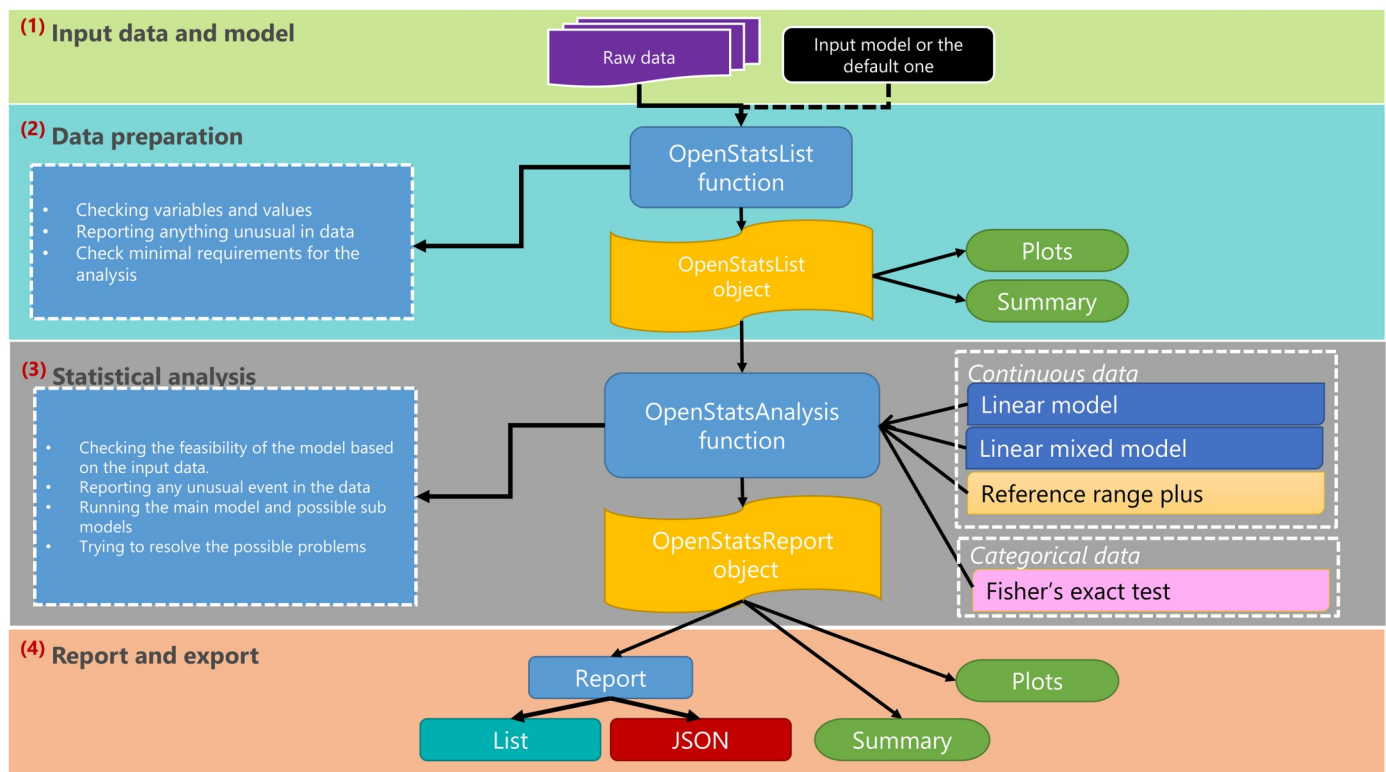 (1) Input data and model
Raw data
Input model or the
default one
(2) Data preparation
OpenStatsList
function
• Checking variables and values
• Reporting anything unusual in data
• Check minimal requirements for the
analysis
OpenStatsList
object
Plots
Summary
(3) Statistical analysis
• Checking the feasibility of the model based
on the input data.
• Reporting any unusual event in the data
• Running the main model and possible sub
models
• Trying to resolve the possible problems
OpenStatsAnalysis
function
OpenStatsReport
object
Continuous data
Linear model
Linear mixed model
Reference range plus
Categorical data
Fisher’s exact test
(4) Report and export
Report
List
JSON
Summary
Plots